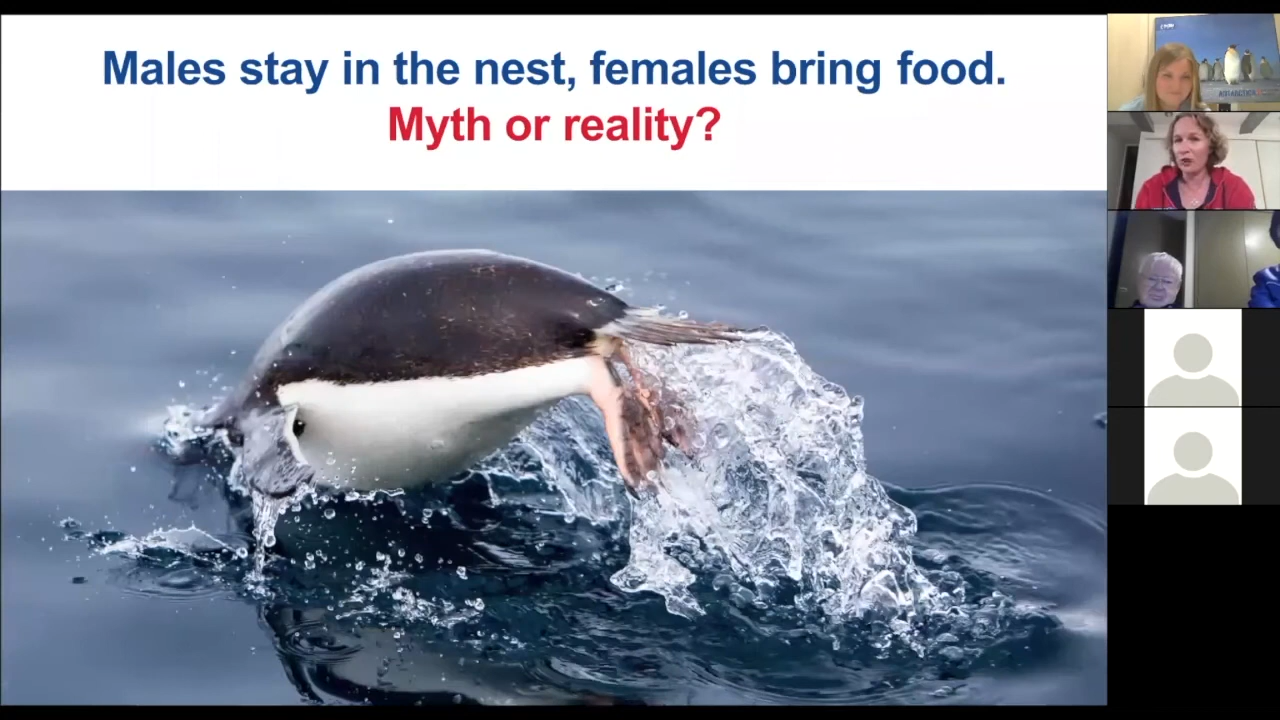 Males stay in the nest, females bring food.
Myth or reality?